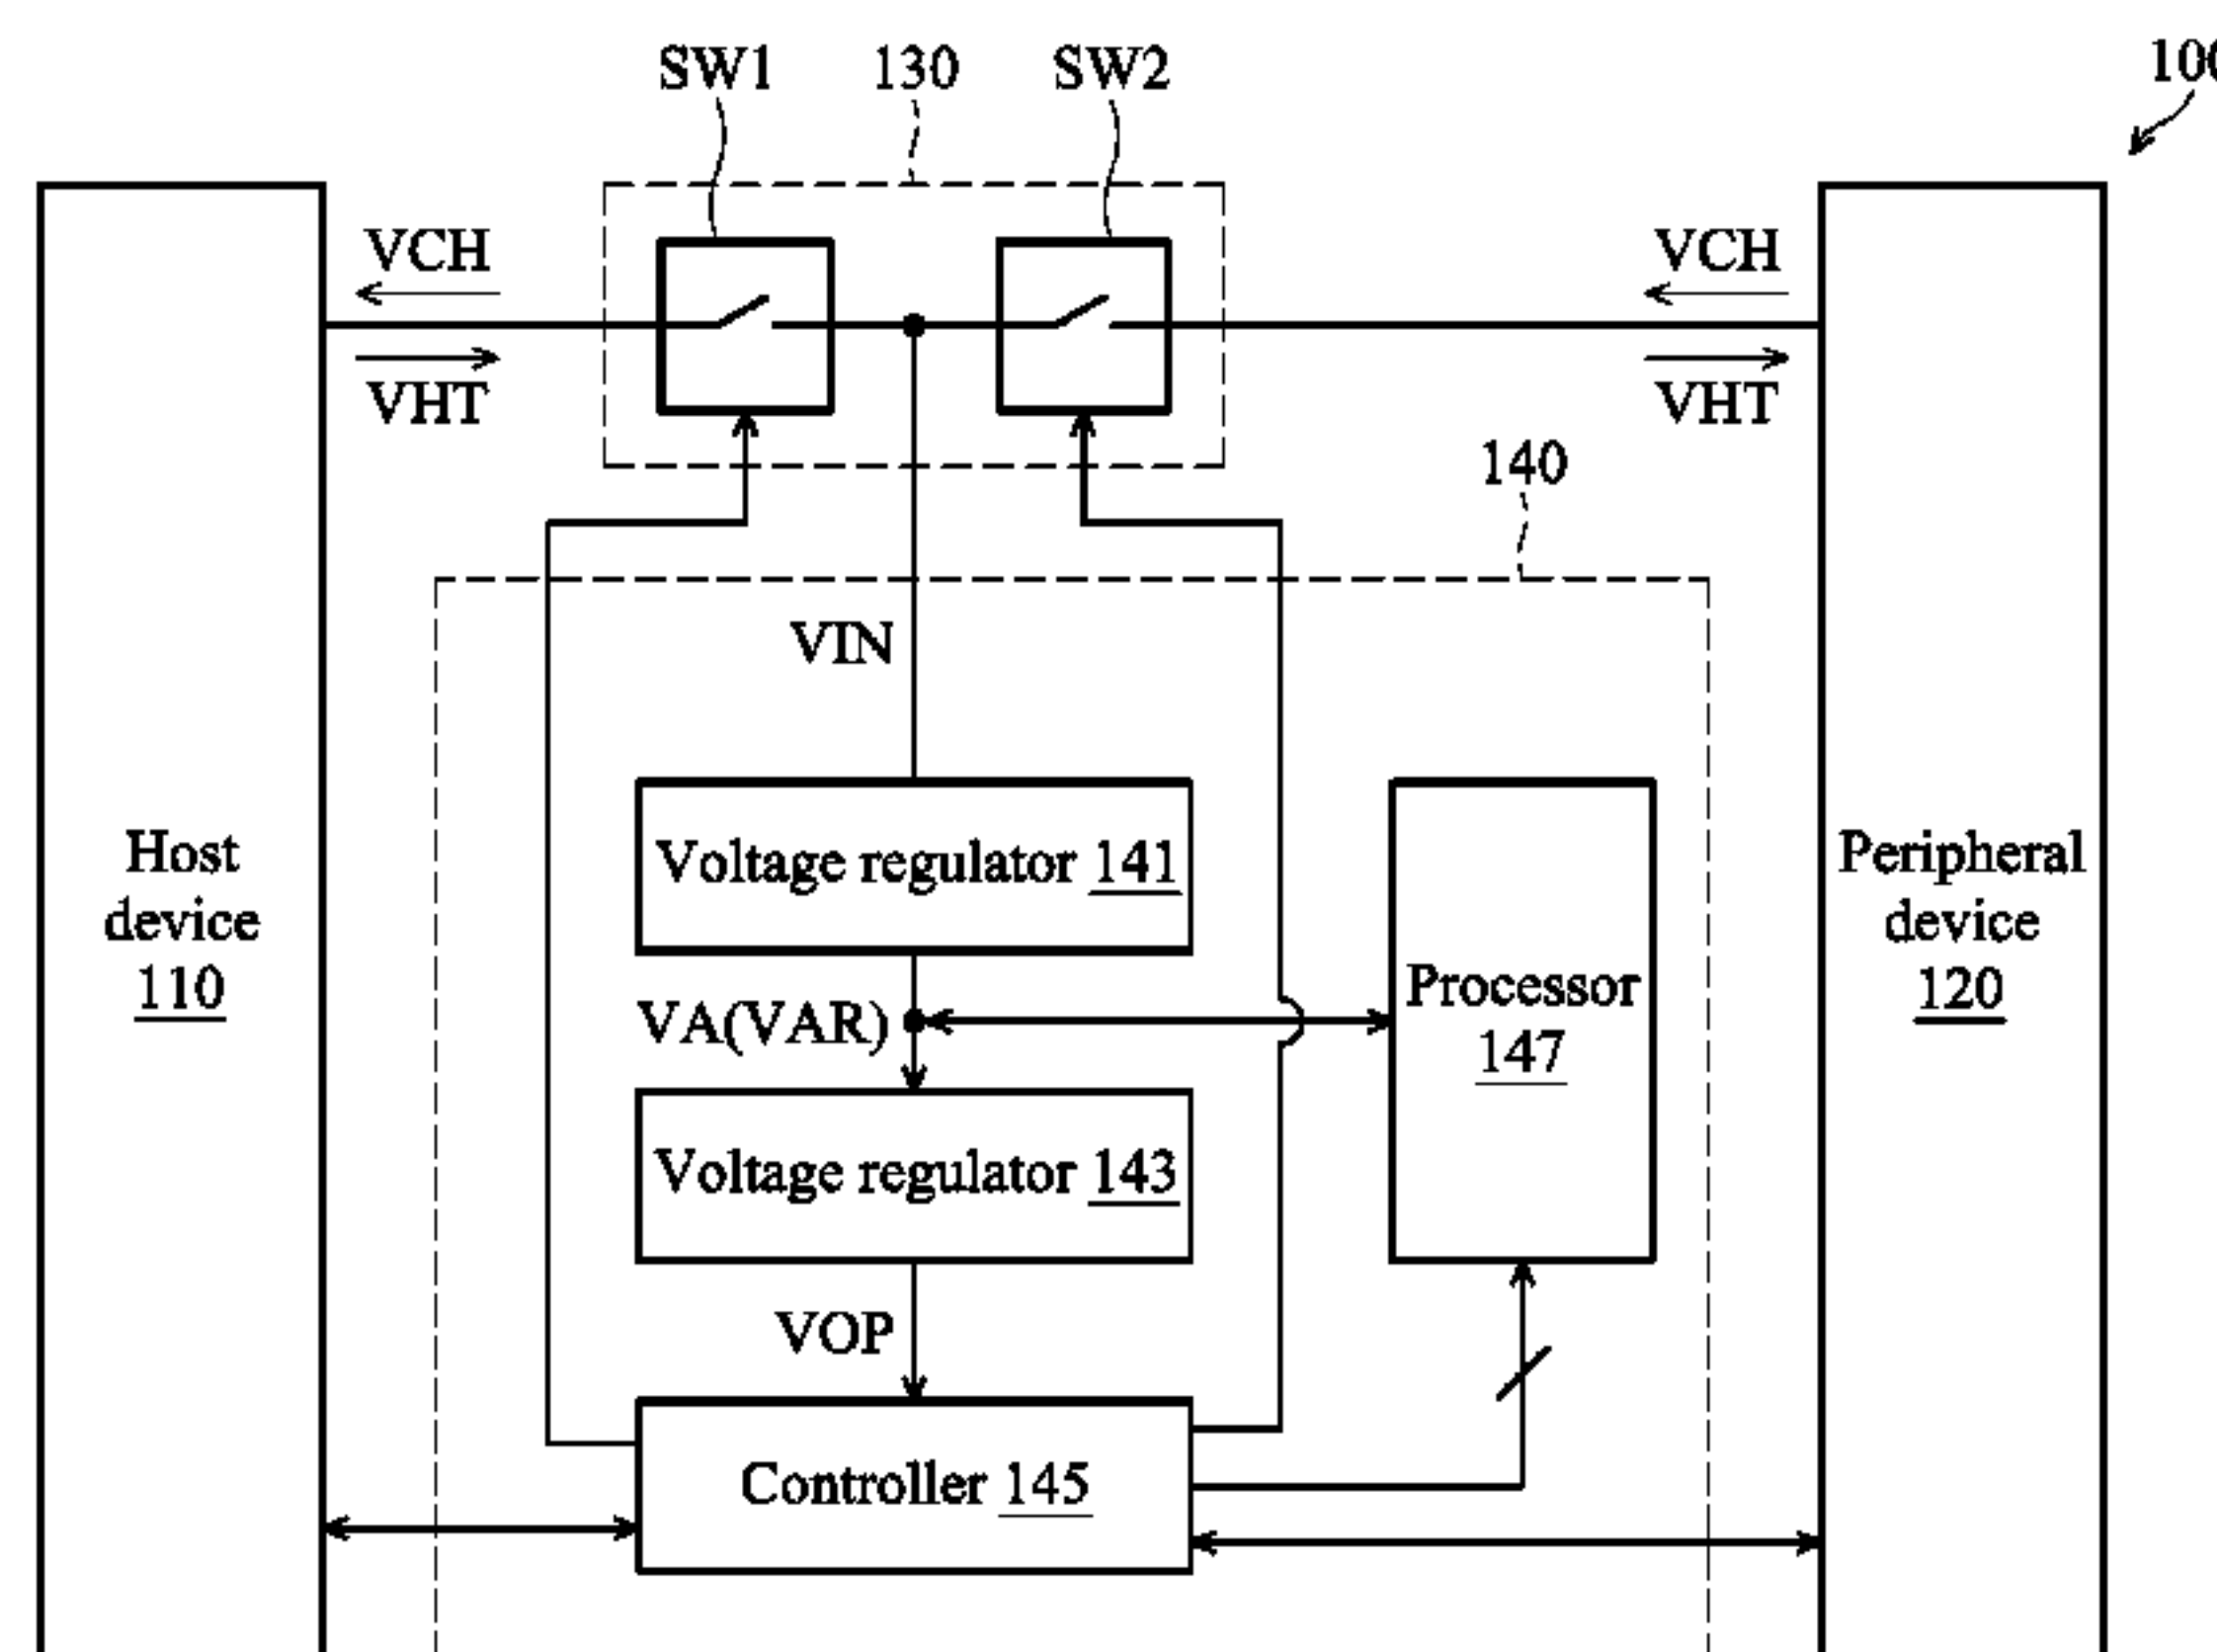 SW1 130 SW2 100
VCH VCH
VHT VHT
140
VIN
Voltage regulator 141
Host
device
110
Peripheral
device
120
Processor
147
VA(VAR)
Voltage regulator 143
VOP
Controller 145